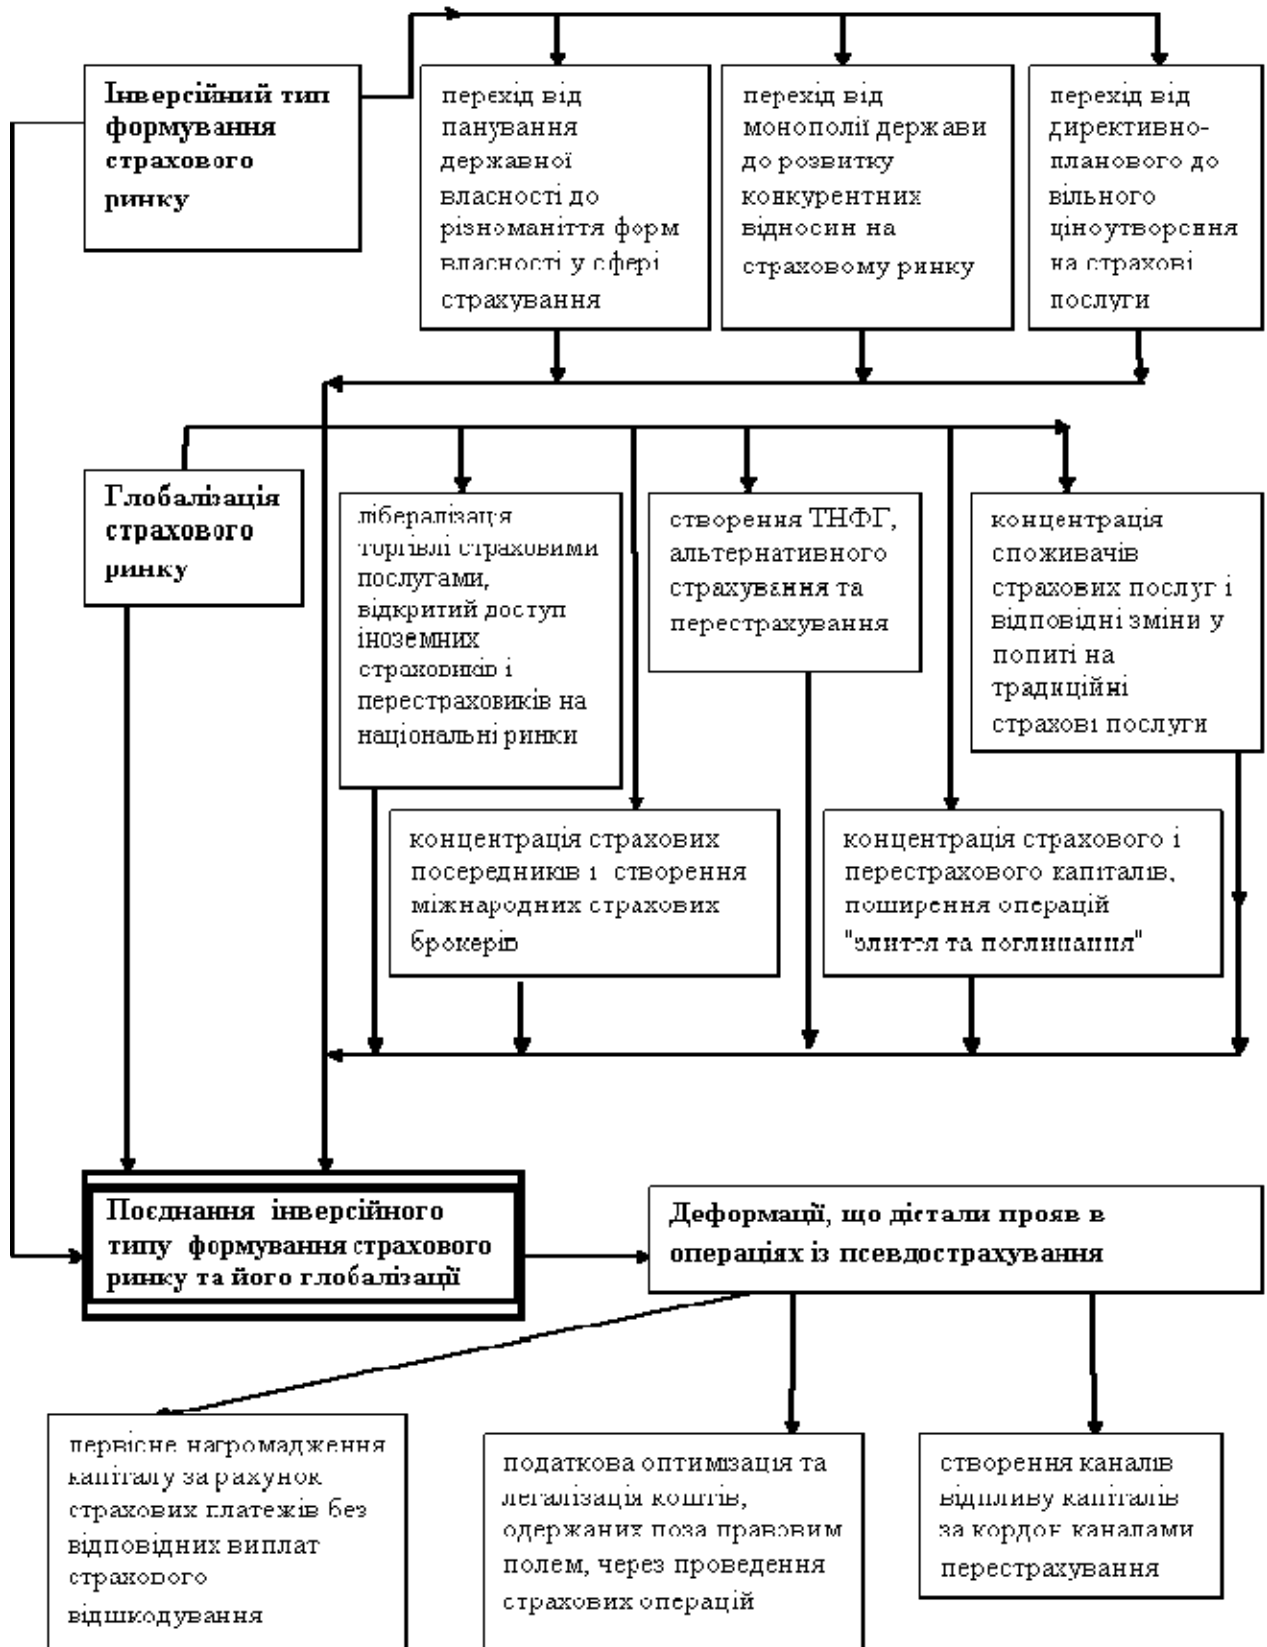 Інверсійний тип
формування
страхового
ринку
перехід від
панування
державної
власності до
різноманіття форм
власності у сфері
страхування
перехід від
монополії держави
до розвитку
конкурентних
відносин на
страховому ринку
перехід від
директивно-
планового до
вільного
ціноутворення
на страхові
послуги
Глобалізація
страхового
ринку
лібералізація
торгівлі страховими
послугами,
відкритий доступ
іноземних
страховиків і
перестраховиків на
національні ринки
створення ТНФГ,
альтернативного
страхування та
перестрахування
концентрація
споживачів
страхових послуг і
відповідні зміни у
попиті на
традиційні
страхові послуги
концентрація страхових
посередників і створення
міжнародних страхових
брокерів
концентрація страхового і
перестрахового капіталів,
поширення операцій
"злиття та поглинання"
Поєднання інверсійного
типу формування страхового
ринку та його глобалізації
Деформації, що дістали прояв в
операціях із псевдострахування
первісне нагромадження
капіталу за рахунок
страхових платежів без
відповідних виплат
страхового
відшкодування
податкова оптимізація та
легалізація коштів,
одержаних поза правовим
полем, через проведення
страхових операцій
створення каналів
відпливу капіталів
за кордон каналами
перестрахування